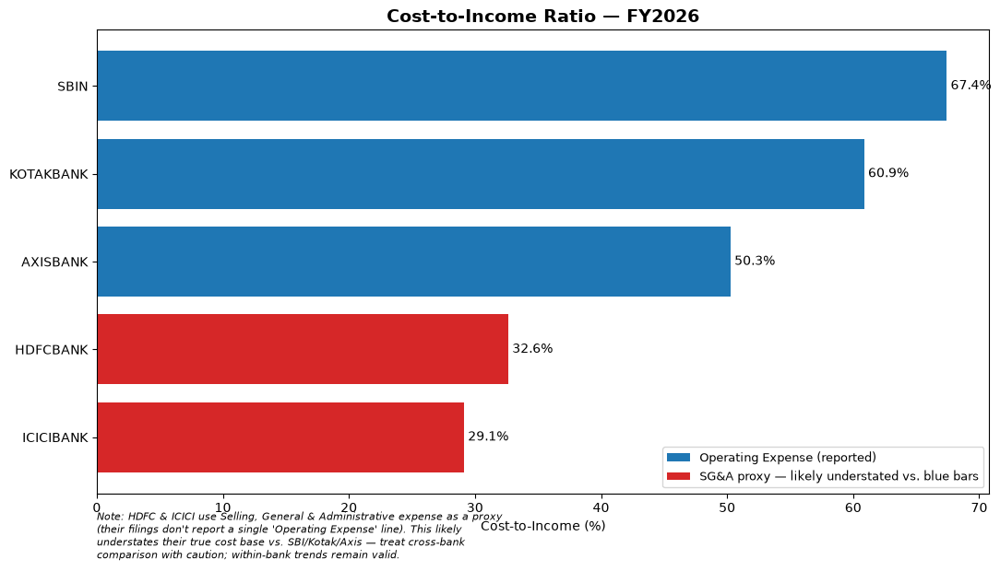 Cost-to-Income Ratio — FY2026
SBIN
67.4%
KOTAKBANK
60.9%
AXISBANK
50.3%
HDFCBANK
32.6%
ICICIBANK
29.1%
Operating Expense (reported)
SG&A proxy — likely understated vs. blue bars
0 10 20 30 40 50 60 70
Cost-to-Income (%)
Note: HDFC & ICICI use Selling, General & Administrative expense as a proxy
(their filings don't report a single 'Operating Expense' line). This likely
understates their true cost base vs. SBI/Kotak/Axis — treat cross-bank
comparison with caution; within-bank trends remain valid.